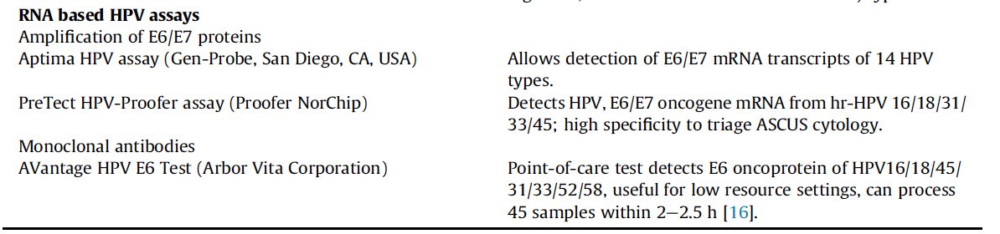 RNA based HPV assays
Amplification of E6/E7 proteins
Aptima HPV assay (Gen-Probe, San Diego, CA, USA)
Allows detection of E6/E7 mRNA transcripts of 14 HPV
types.
PreTect HPV-Proofer assay (Proofer NorChip)
Detects HPV, E6/E7 oncogene mRNA from hr-HPV 16/18/31/
33/45; high specificity to triage ASCUS cytology.
Monoclonal antibodies
AVantage HPV E6 Test (Arbor Vita Corporation)
Point-of-care test detects E6 oncoprotein of HPV16/18/45/
31/33/52/58, useful for low resource settings, can process
45 samples within 2–2.5 h [16].